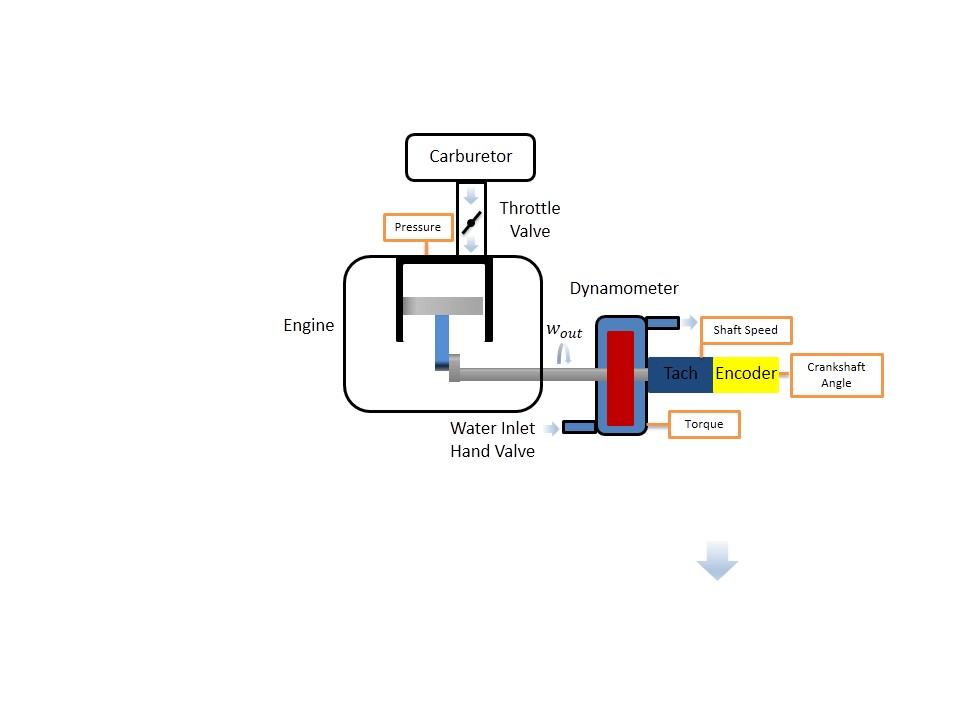 Carburetor
Throttle
Valve
Pressure
Dynamometer
Engine
w_out
Shaft Speed
Tach
Encoder
Crankshaft
Angle
Water Inlet
Hand Valve
Torque